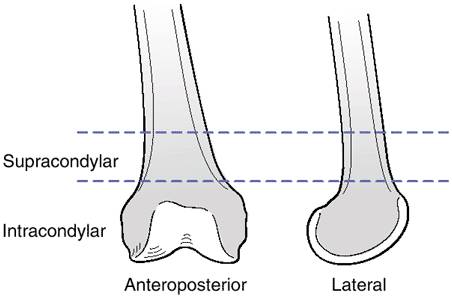 Supracondylar
Intracondylar
Anteroposterior
Lateral